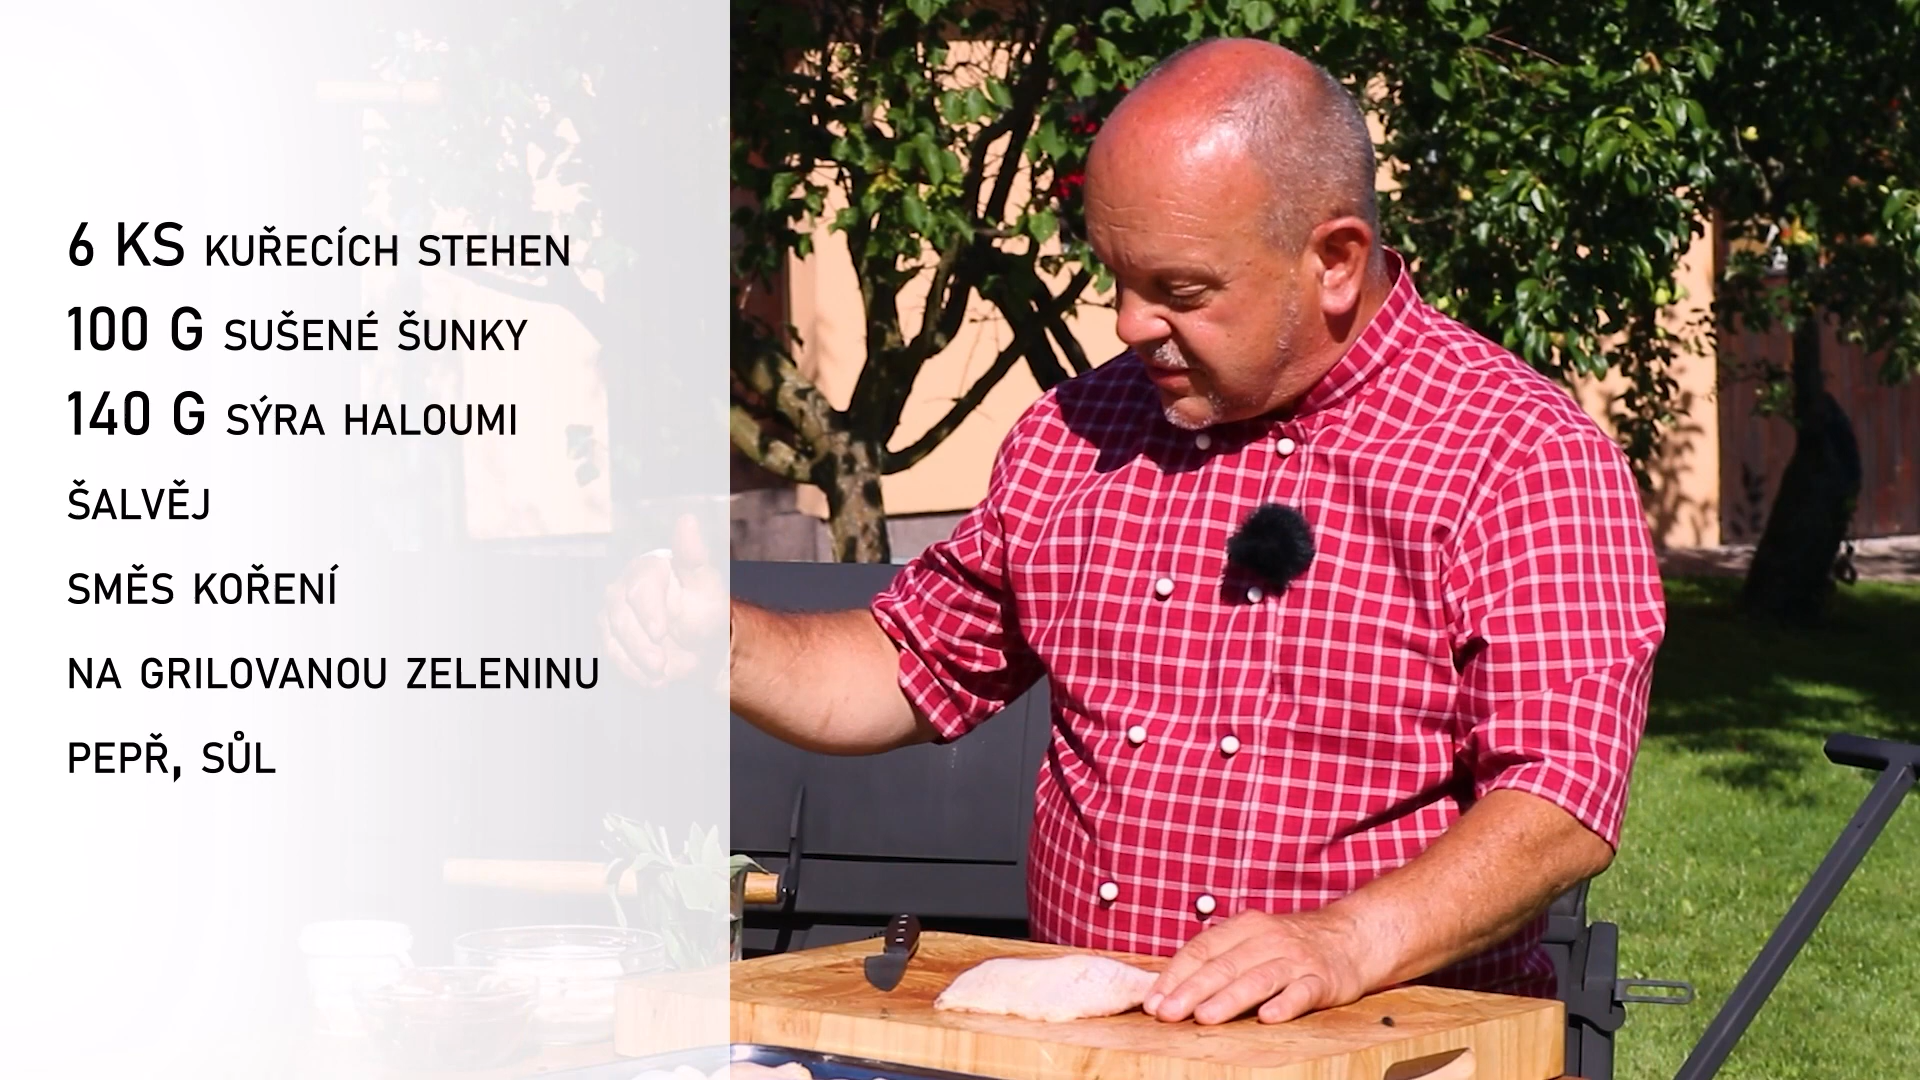 6 KS KUŘECÍCH STEHEN
100 G SUŠENÉ ŠUNKY
140 G SÝRA HALOUMI
ŠALVĚJ
SMĚS KOŘENÍ
NA GRILOVANOU ZELENINU
PEPŘ, SŮL